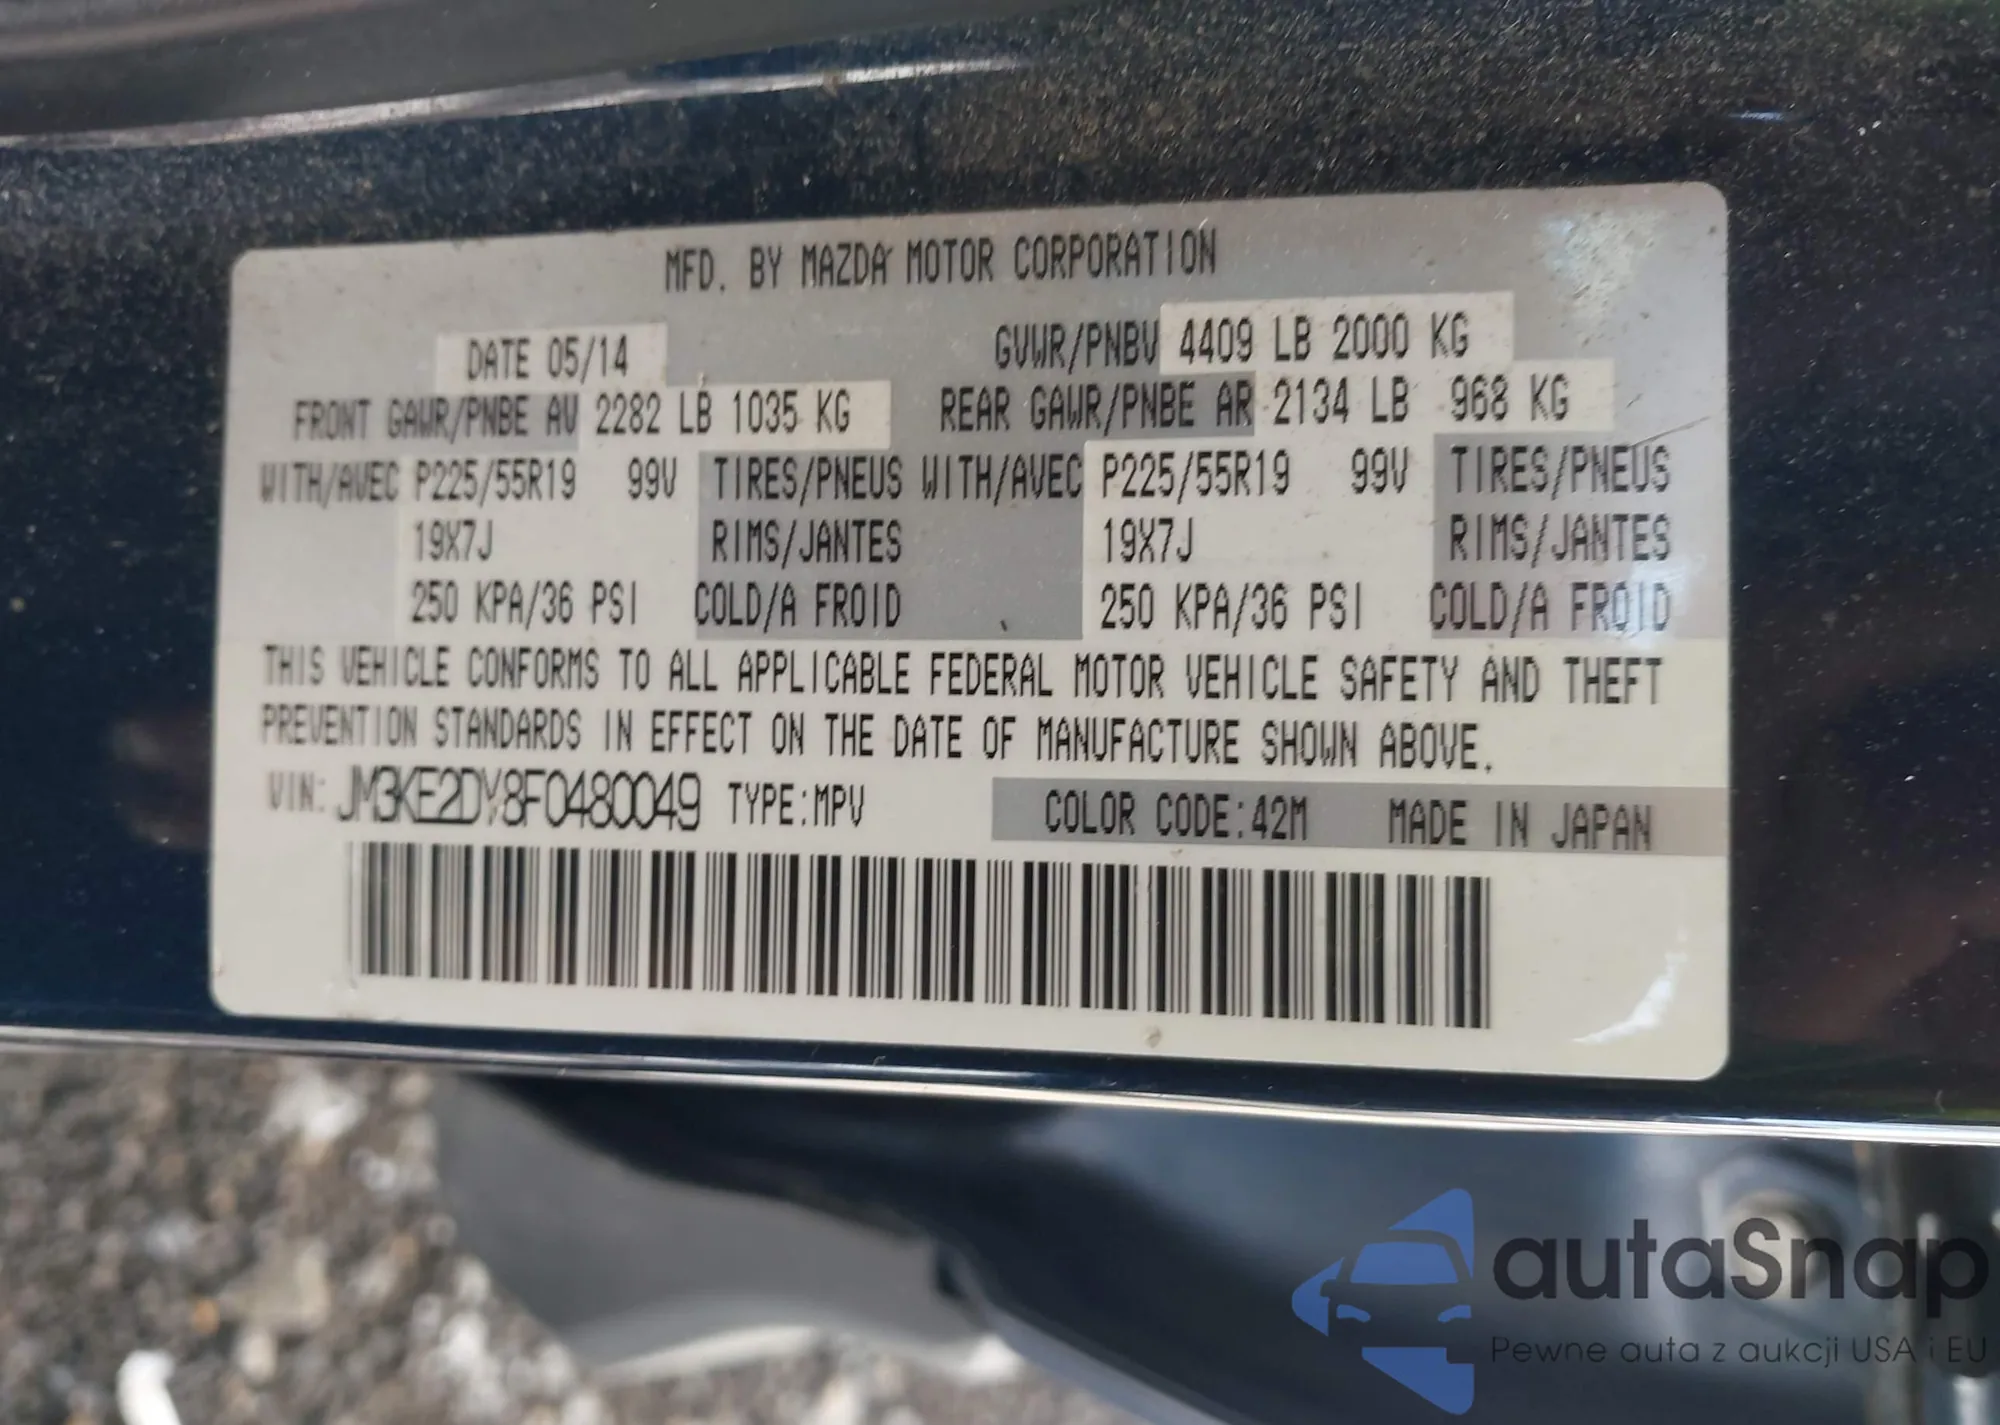 MFD. BY MAZDA MOTOR CORPORATION
DATE 05/14 GVWR/PNBV 4409 LB 2000 KG
FRONT GAWR/PNBE AV 2282 LB 1035 KG REAR GAWR/PNBE AR 2134 LB 968 KG
WITH/AVEC P225/55R19 99V TIRES/PNEUS WITH/AVEC P225/55R19 99V TIRES/PNEUS
19X7J RIMS/JANTES 19X7J RIMS/JANTES
250 KPA/36 PSI COLD/A FROID 250 KPA/36 PSI COLD/A FROID
THIS VEHICLE CONFORMS TO ALL APPLICABLE FEDERAL MOTOR VEHICLE SAFETY AND THEFT
PREVENTION STANDARDS IN EFFECT ON THE DATE OF MANUFACTURE SHOWN ABOVE.
VIN: JM3KE2DY8F0480049 TYPE:MPV COLOR CODE:42M MADE IN JAPAN
autaSnap
Pewne auta z aukcji USA i EU